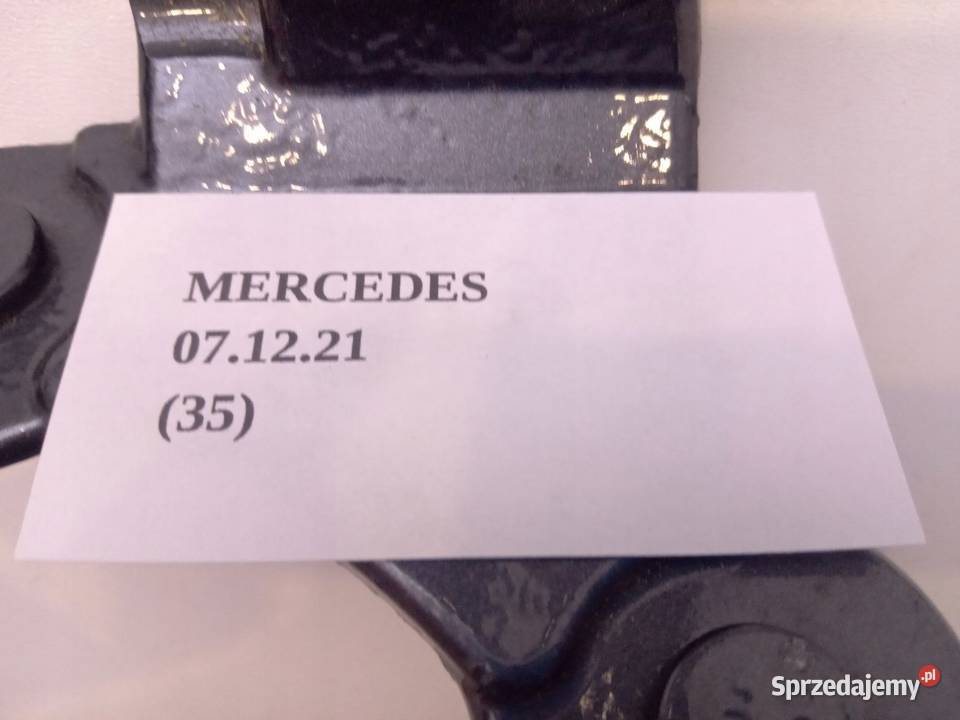 MERCEDES
07.12.21
(35)
Sprzedajemy.pl